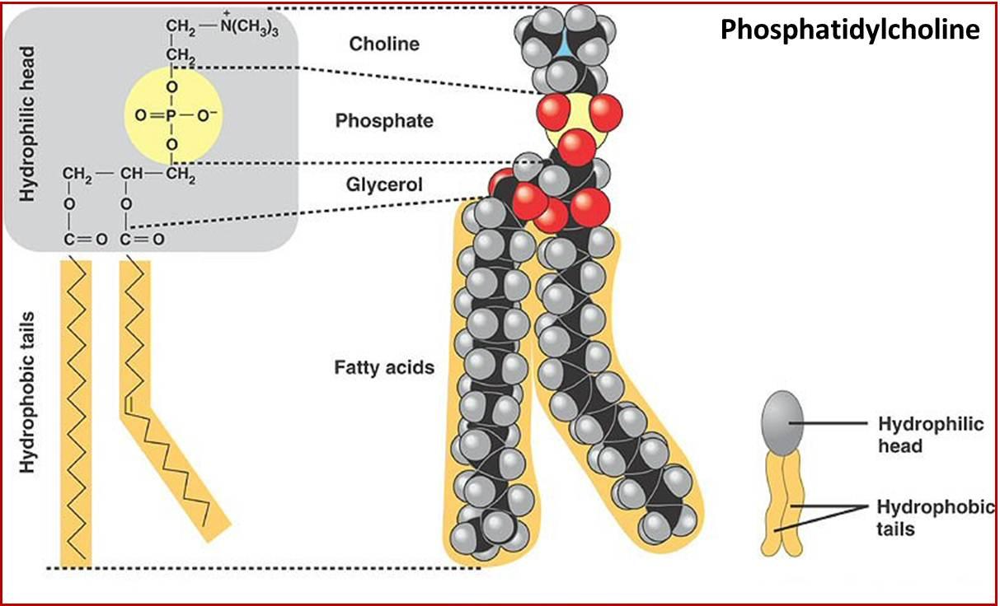 Phosphatidylcholine
Hydrophilic head
CH2—N(CH3)3
+
CH2
O
O=P—O−
O
CH2—CH—CH2
O O
C=O C=O
Hydrophobic tails
Choline
Phosphate
Glycerol
Fatty acids
Hydrophilic
head
Hydrophobic
tails